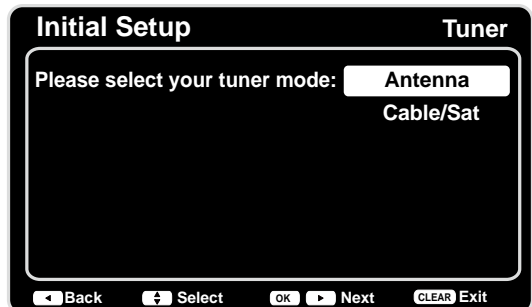 Initial Setup Tuner
Please select your tuner mode: Antenna
Cable/Sat
Back Select OK Next CLEAR Exit